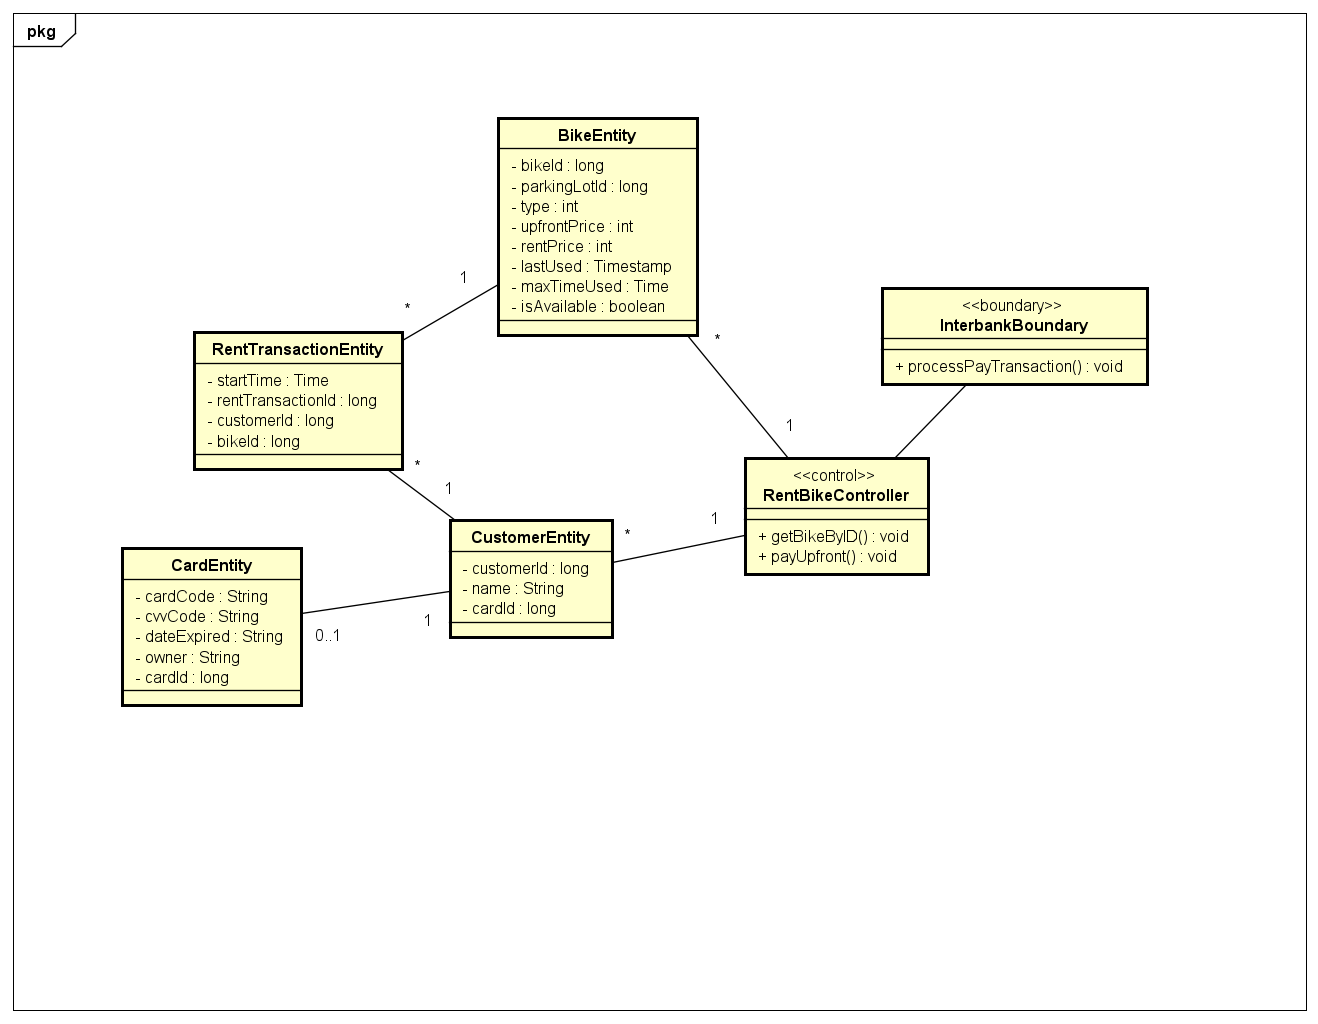 pkg
BikeEntity
- bikeId : long
- parkingLotId : long
- type : int
- upfrontPrice : int
- rentPrice : int
- lastUsed : Timestamp
- maxTimeUsed : Time
- isAvailable : boolean
1
*
*
1
<<boundary>>
InterbankBoundary
+ processPayTransaction() : void
RentTransactionEntity
- startTime : Time
- rentTransactionId : long
- customerId : long
- bikeId : long
*
1
<<control>>
RentBikeController
+ getBikeByID() : void
+ payUpfront() : void
1
*
CustomerEntity
- customerId : long
- name : String
- cardId : long
1
0..1
CardEntity
- cardCode : String
- cvvCode : String
- dateExpired : String
- owner : String
- cardId : long